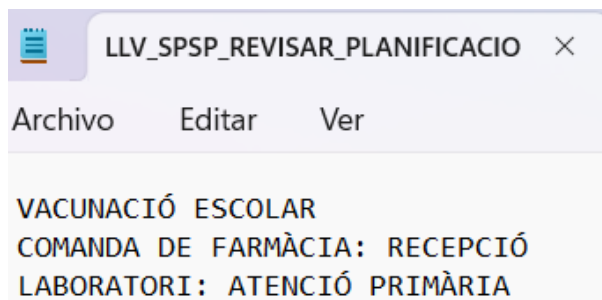 LLV_SPSP_REVISAR_PLANIFICACIO
Archivo Editar Ver
VACUNACIÓ ESCOLAR
COMANDA DE FARMÀCIA: RECEPCIÓ
LABORATORI: ATENCIÓ PRIMÀRIA